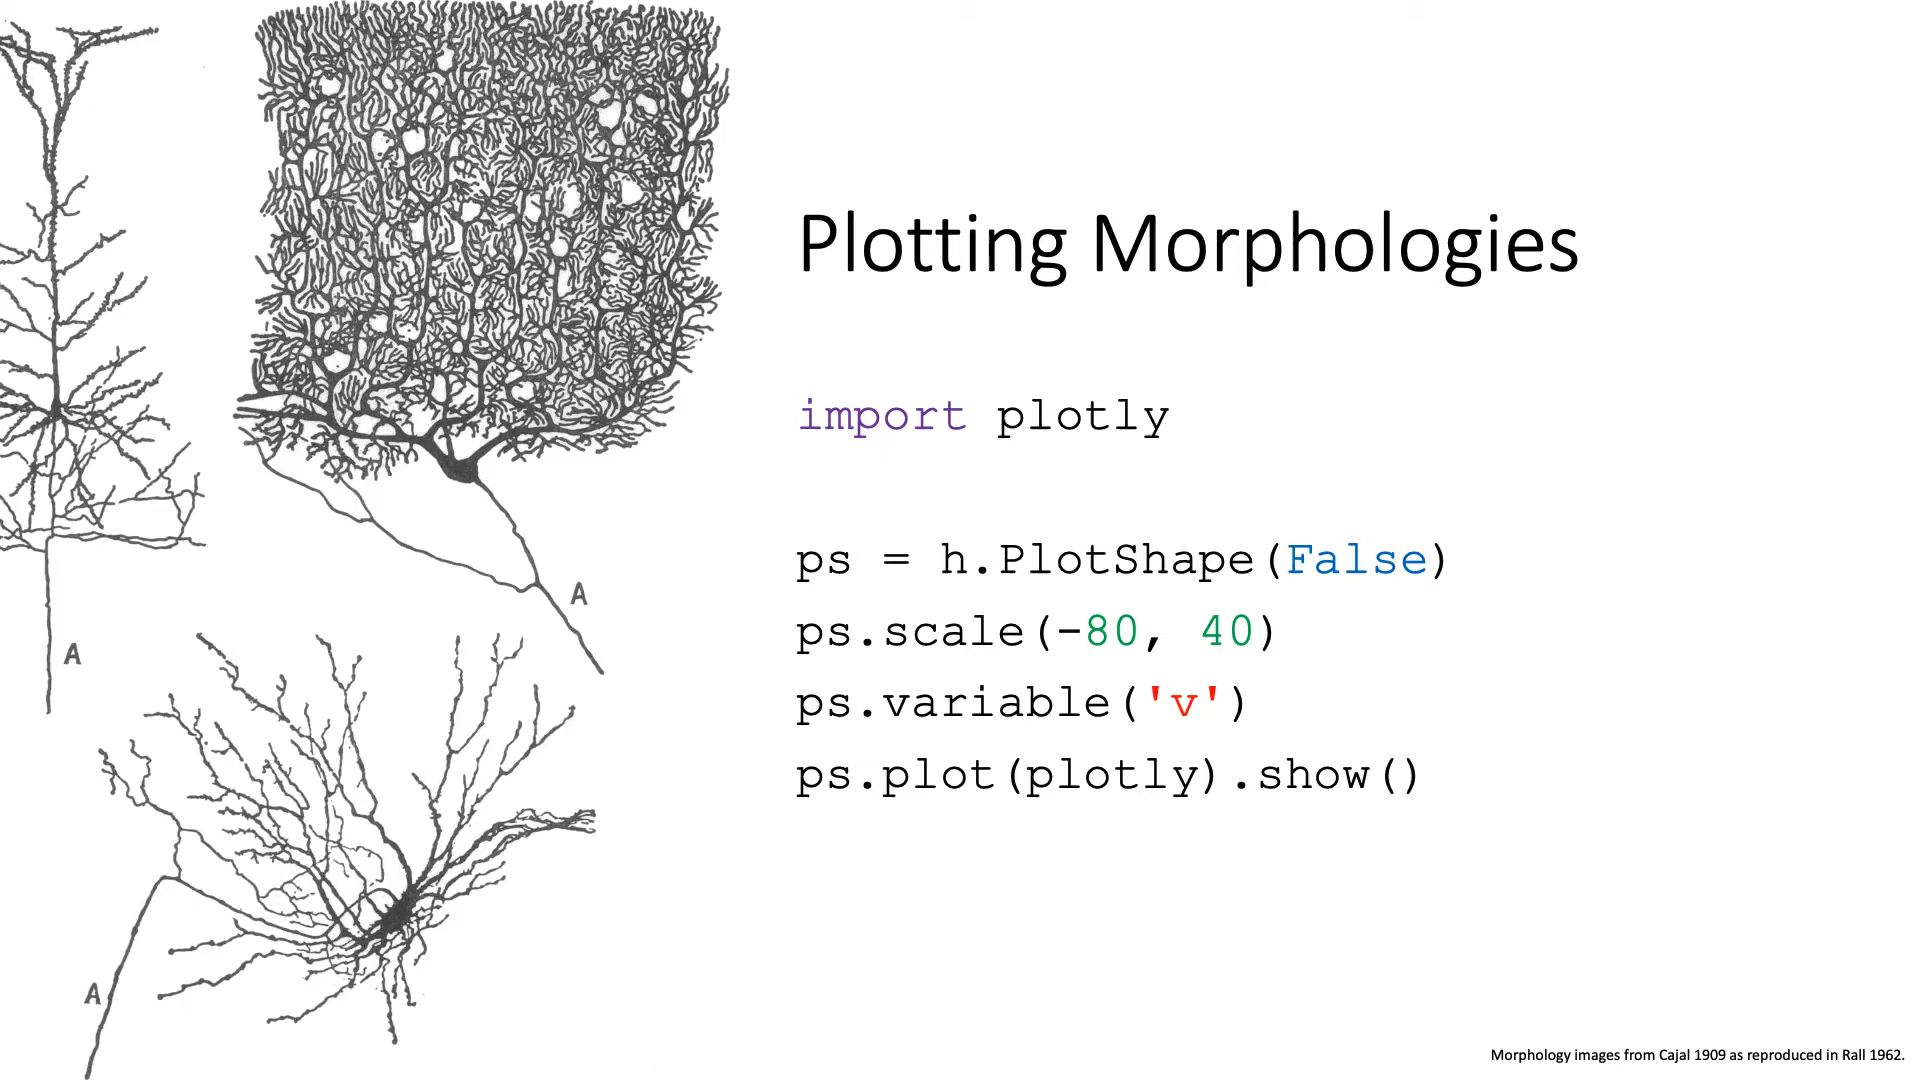 Plotting Morphologies
import plotly
ps = h.PlotShape(False)
ps.scale(-80, 40)
ps.variable('v')
ps.plot(plotly).show()
A
A
A
Morphology images from Cajal 1909 as reproduced in Rall 1962.